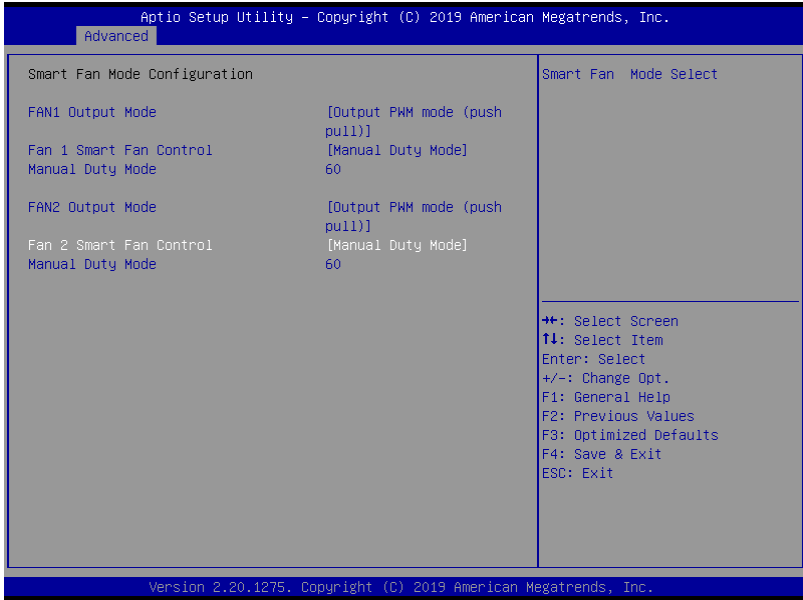 Aptio Setup Utility – Copyright (C) 2019 American Megatrends, Inc.
Advanced
Smart Fan Mode Configuration
FAN1 Output Mode [Output PWM mode (push
pull)]
Fan 1 Smart Fan Control [Manual Duty Mode]
Manual Duty Mode 60
FAN2 Output Mode [Output PWM mode (push
pull)]
Fan 2 Smart Fan Control [Manual Duty Mode]
Manual Duty Mode 60
Smart Fan Mode Select
→←: Select Screen
↑↓: Select Item
Enter: Select
+/-: Change Opt.
F1: General Help
F2: Previous Values
F3: Optimized Defaults
F4: Save & Exit
ESC: Exit
Version 2.20.1275. Copyright (C) 2019 American Megatrends, Inc.